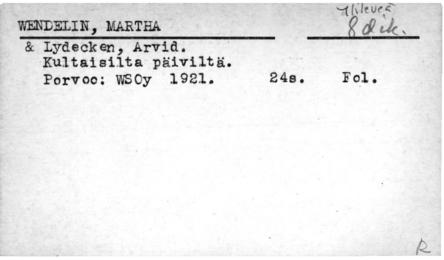 8 dik.
WENDELIN, MARTHA
& Lydecken, Arvid.
Kultaisilta päiviltä.
Porvoo: WSOy 1921. 24s. Fol.
R